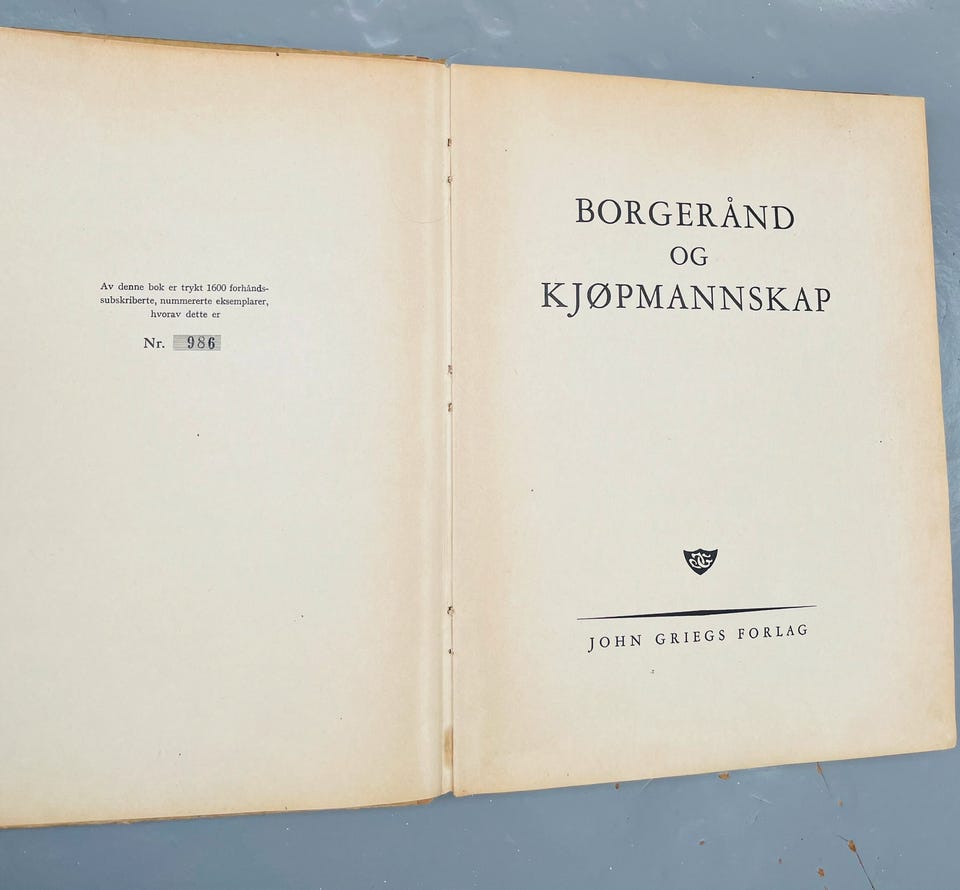 Av denne bok er trykt 1600 forhånds-
subskriberte, nummererte eksemplarer,
hvorav dette er
Nr. 986
BORGERÅND
OG
KJØPMANNSKAP
JG
JOHN GRIEGS FORLAG